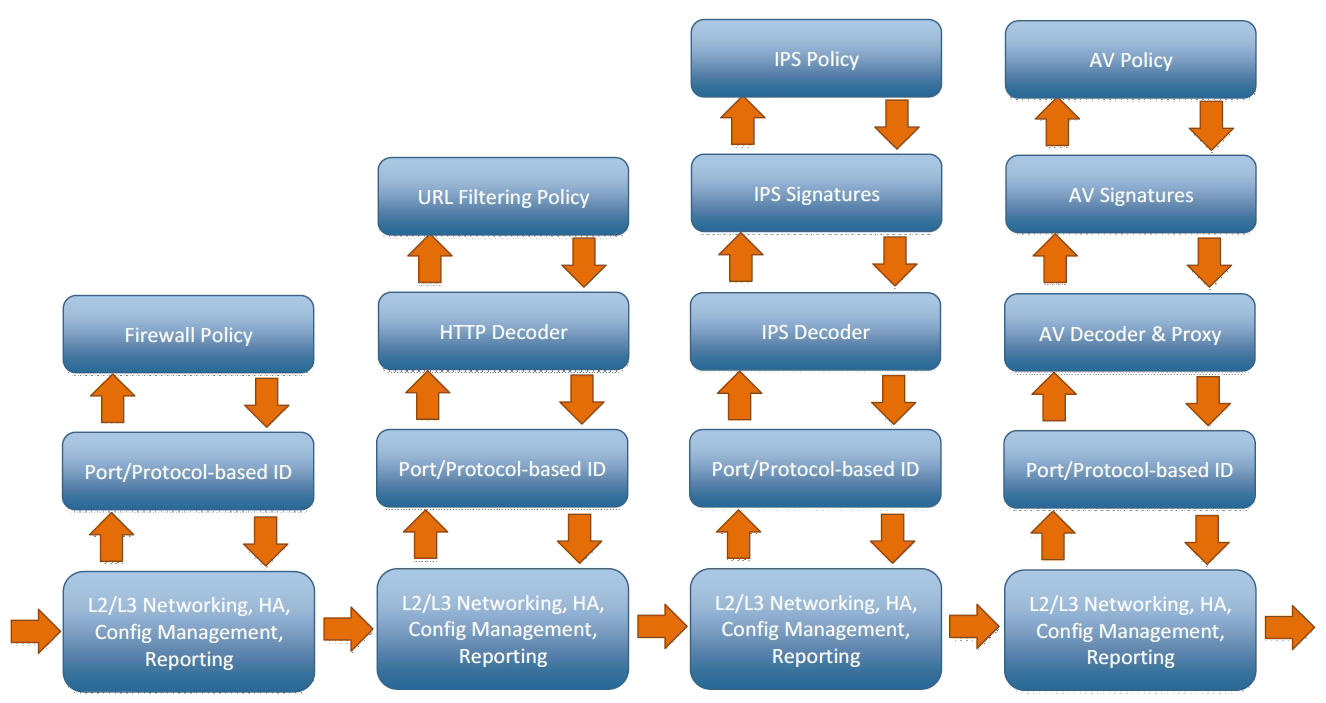 IPS Policy
AV Policy
URL Filtering Policy
IPS Signatures
AV Signatures
Firewall Policy
HTTP Decoder
IPS Decoder
AV Decoder & Proxy
Port/Protocol-based ID
Port/Protocol-based ID
Port/Protocol-based ID
Port/Protocol-based ID
L2/L3 Networking, HA,
Config Management,
Reporting
L2/L3 Networking, HA,
Config Management,
Reporting
L2/L3 Networking, HA,
Config Management,
Reporting
L2/L3 Networking, HA,
Config Management,
Reporting